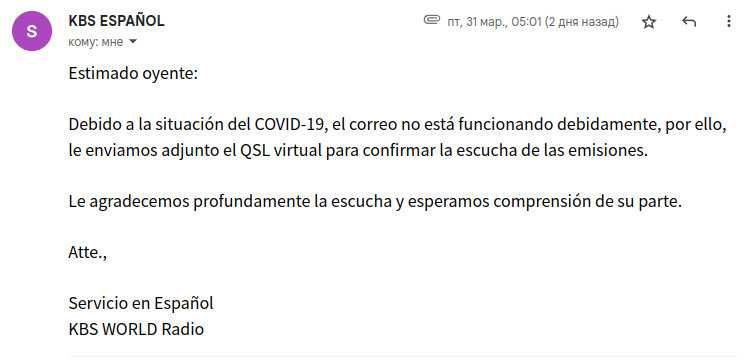 KBS ESPAÑOL
пт, 31 мар., 05:01 (2 дня назад)
S
кому: мне
Estimado oyente:
Debido a la situación del COVID-19, el correo no está funcionando debidamente, por ello,
le enviamos adjunto el QSL virtual para confirmar la escucha de las emisiones.
Le agradecemos profundamente la escucha y esperamos comprensión de su parte.
Atte.,
Servicio en Español
KBS WORLD Radio